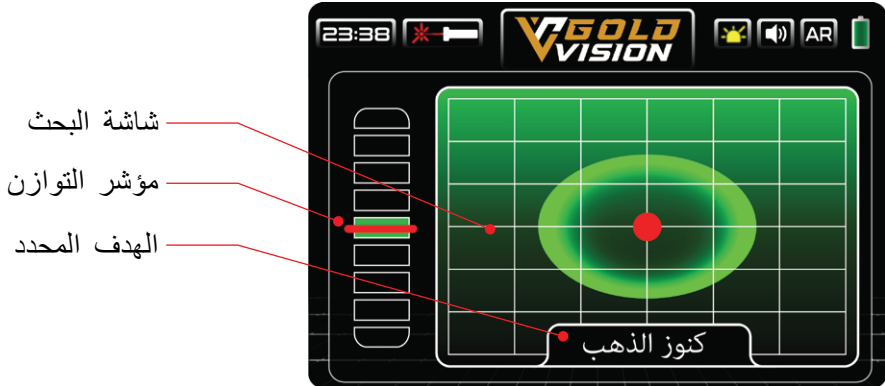 23:38
GOLD
VISION
AR
شاشة البحث
مؤشر التوازن
الهدف المحدد
كنوز الذهب